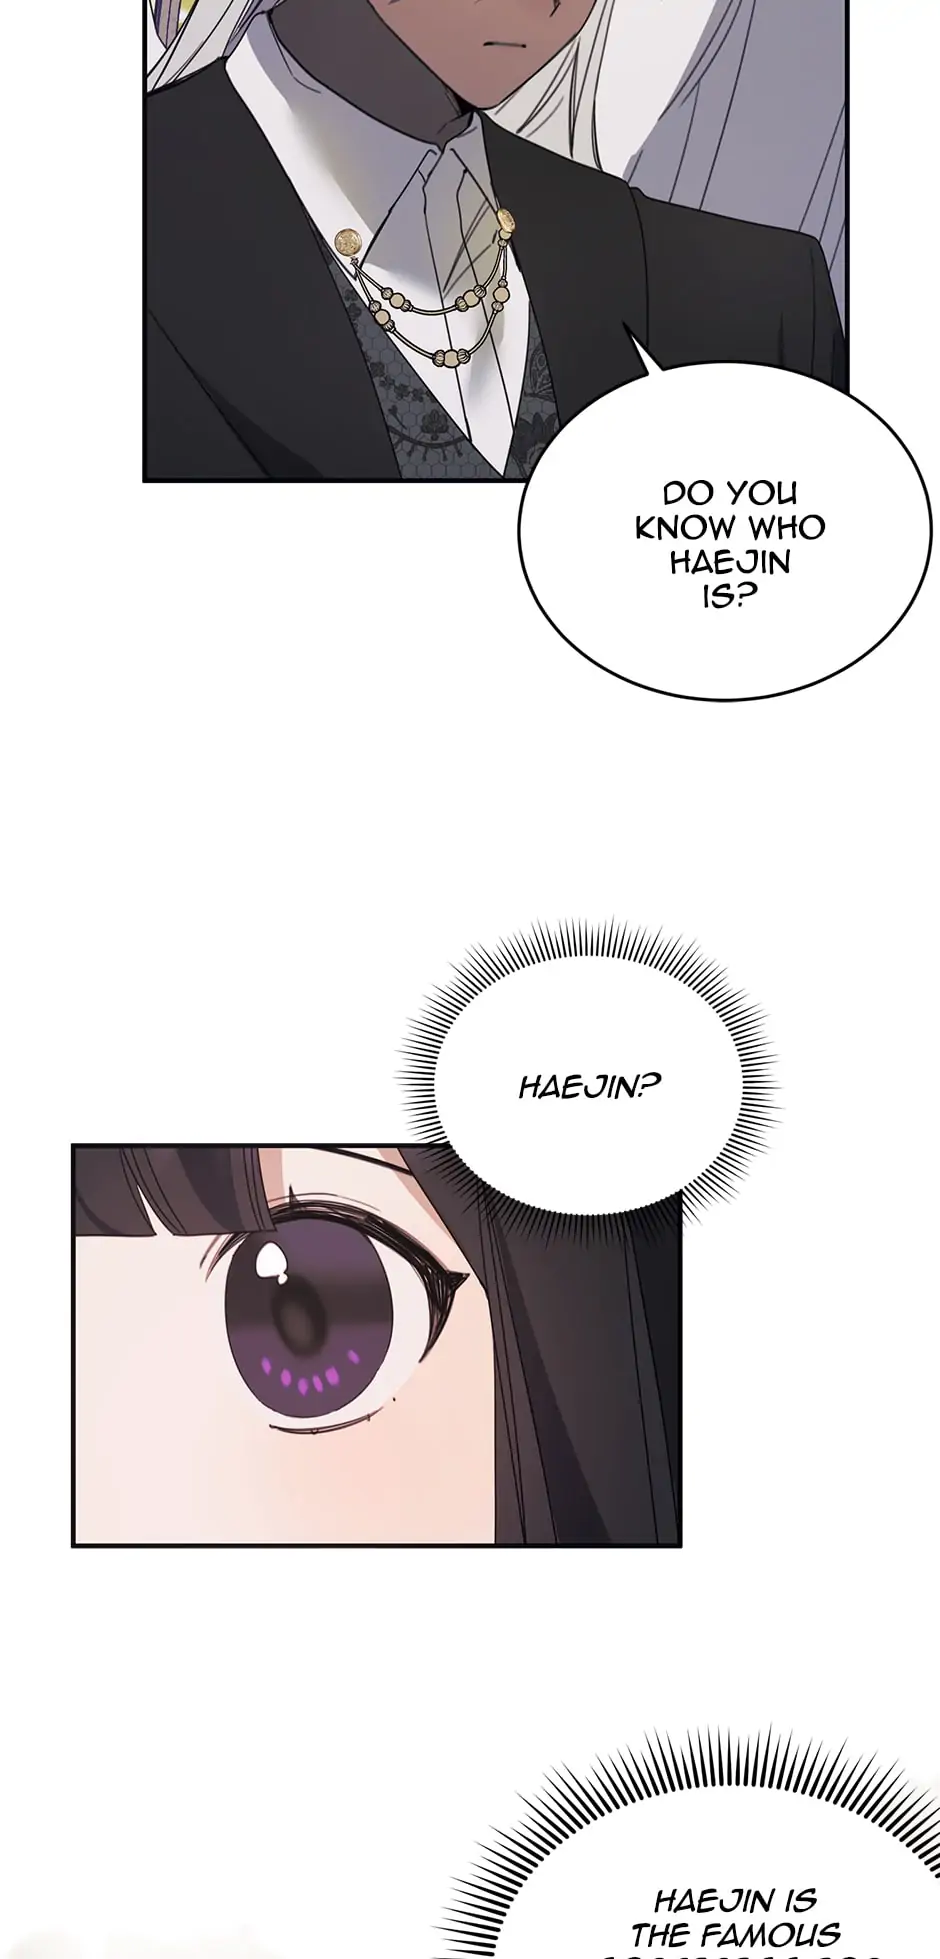 DO YOU
KNOW WHO
HAEJIN
IS?
HAEJIN?
HAEJIN IS
THE FAMOUS